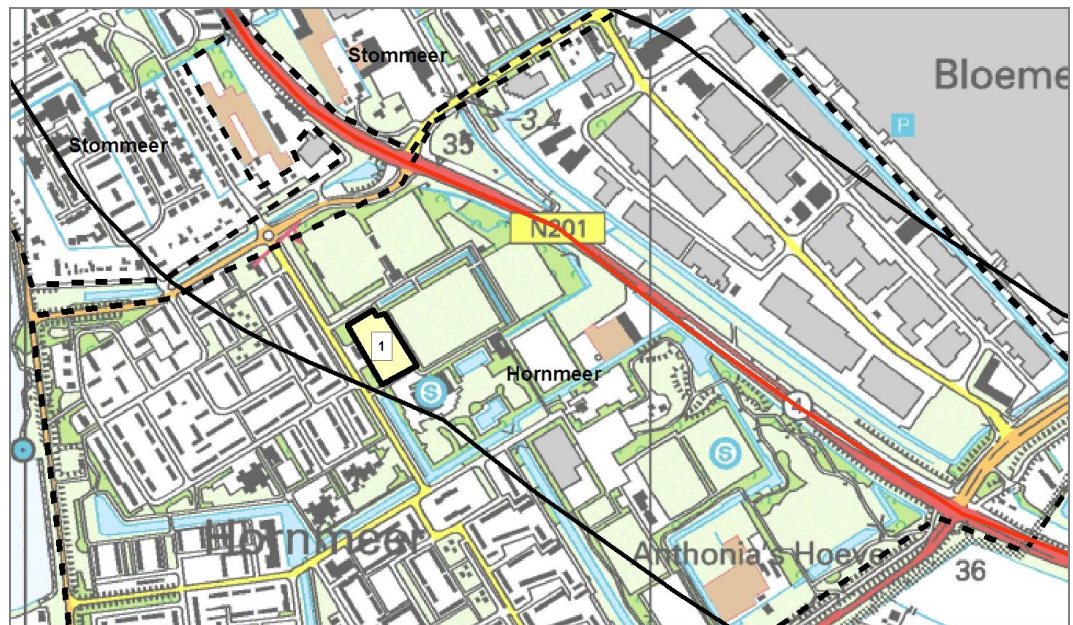 Stommeer
Bloeme
-3.4
35
P
Stommeer
N201
1
Hornmeer
S
S
Hornmeer
Anthonia's Hoeve
36